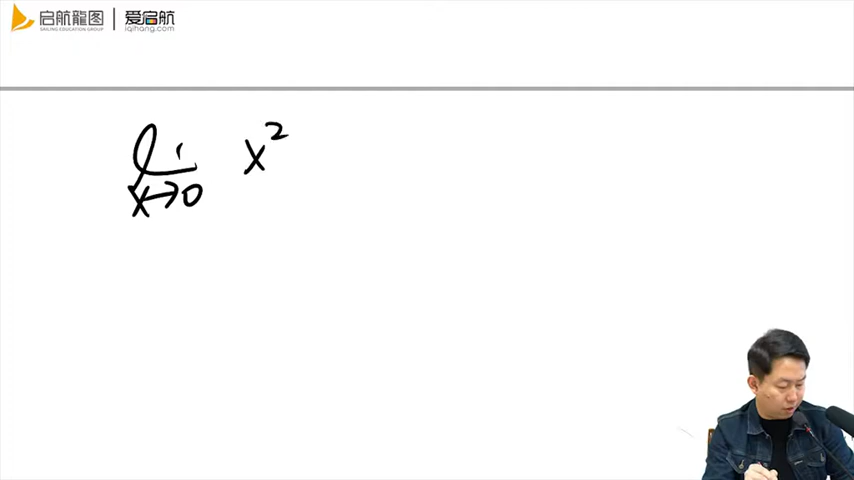 启航龍图 爱启航
SAILING EDUCATION GROUP iqihang.com
lim x²
x→0